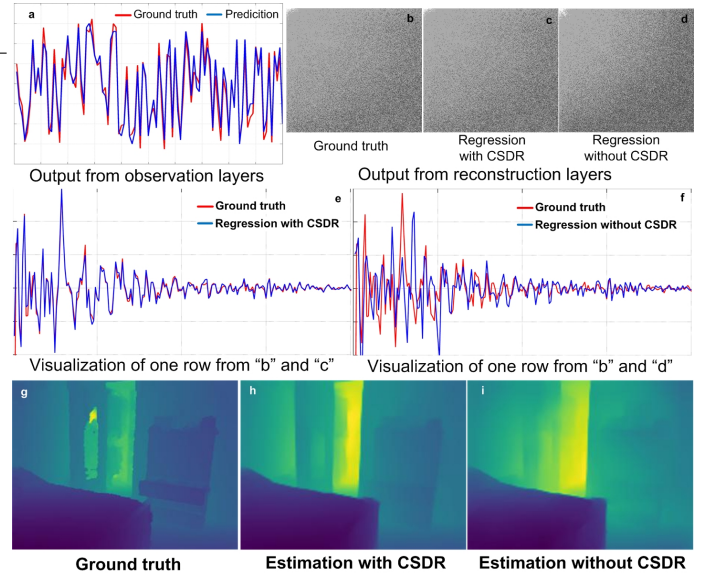 a
Ground truth
Predicition
b
c
d
Ground truth
Regression
with CSDR
Regression
without CSDR
Output from observation layers
Output from reconstruction layers
e
Ground truth
Regression with CSDR
f
Ground truth
Regression without CSDR
Visualization of one row from “b” and “c”
Visualization of one row from “b” and “d”
g
h
i
Ground truth
Estimation with CSDR
Estimation without CSDR